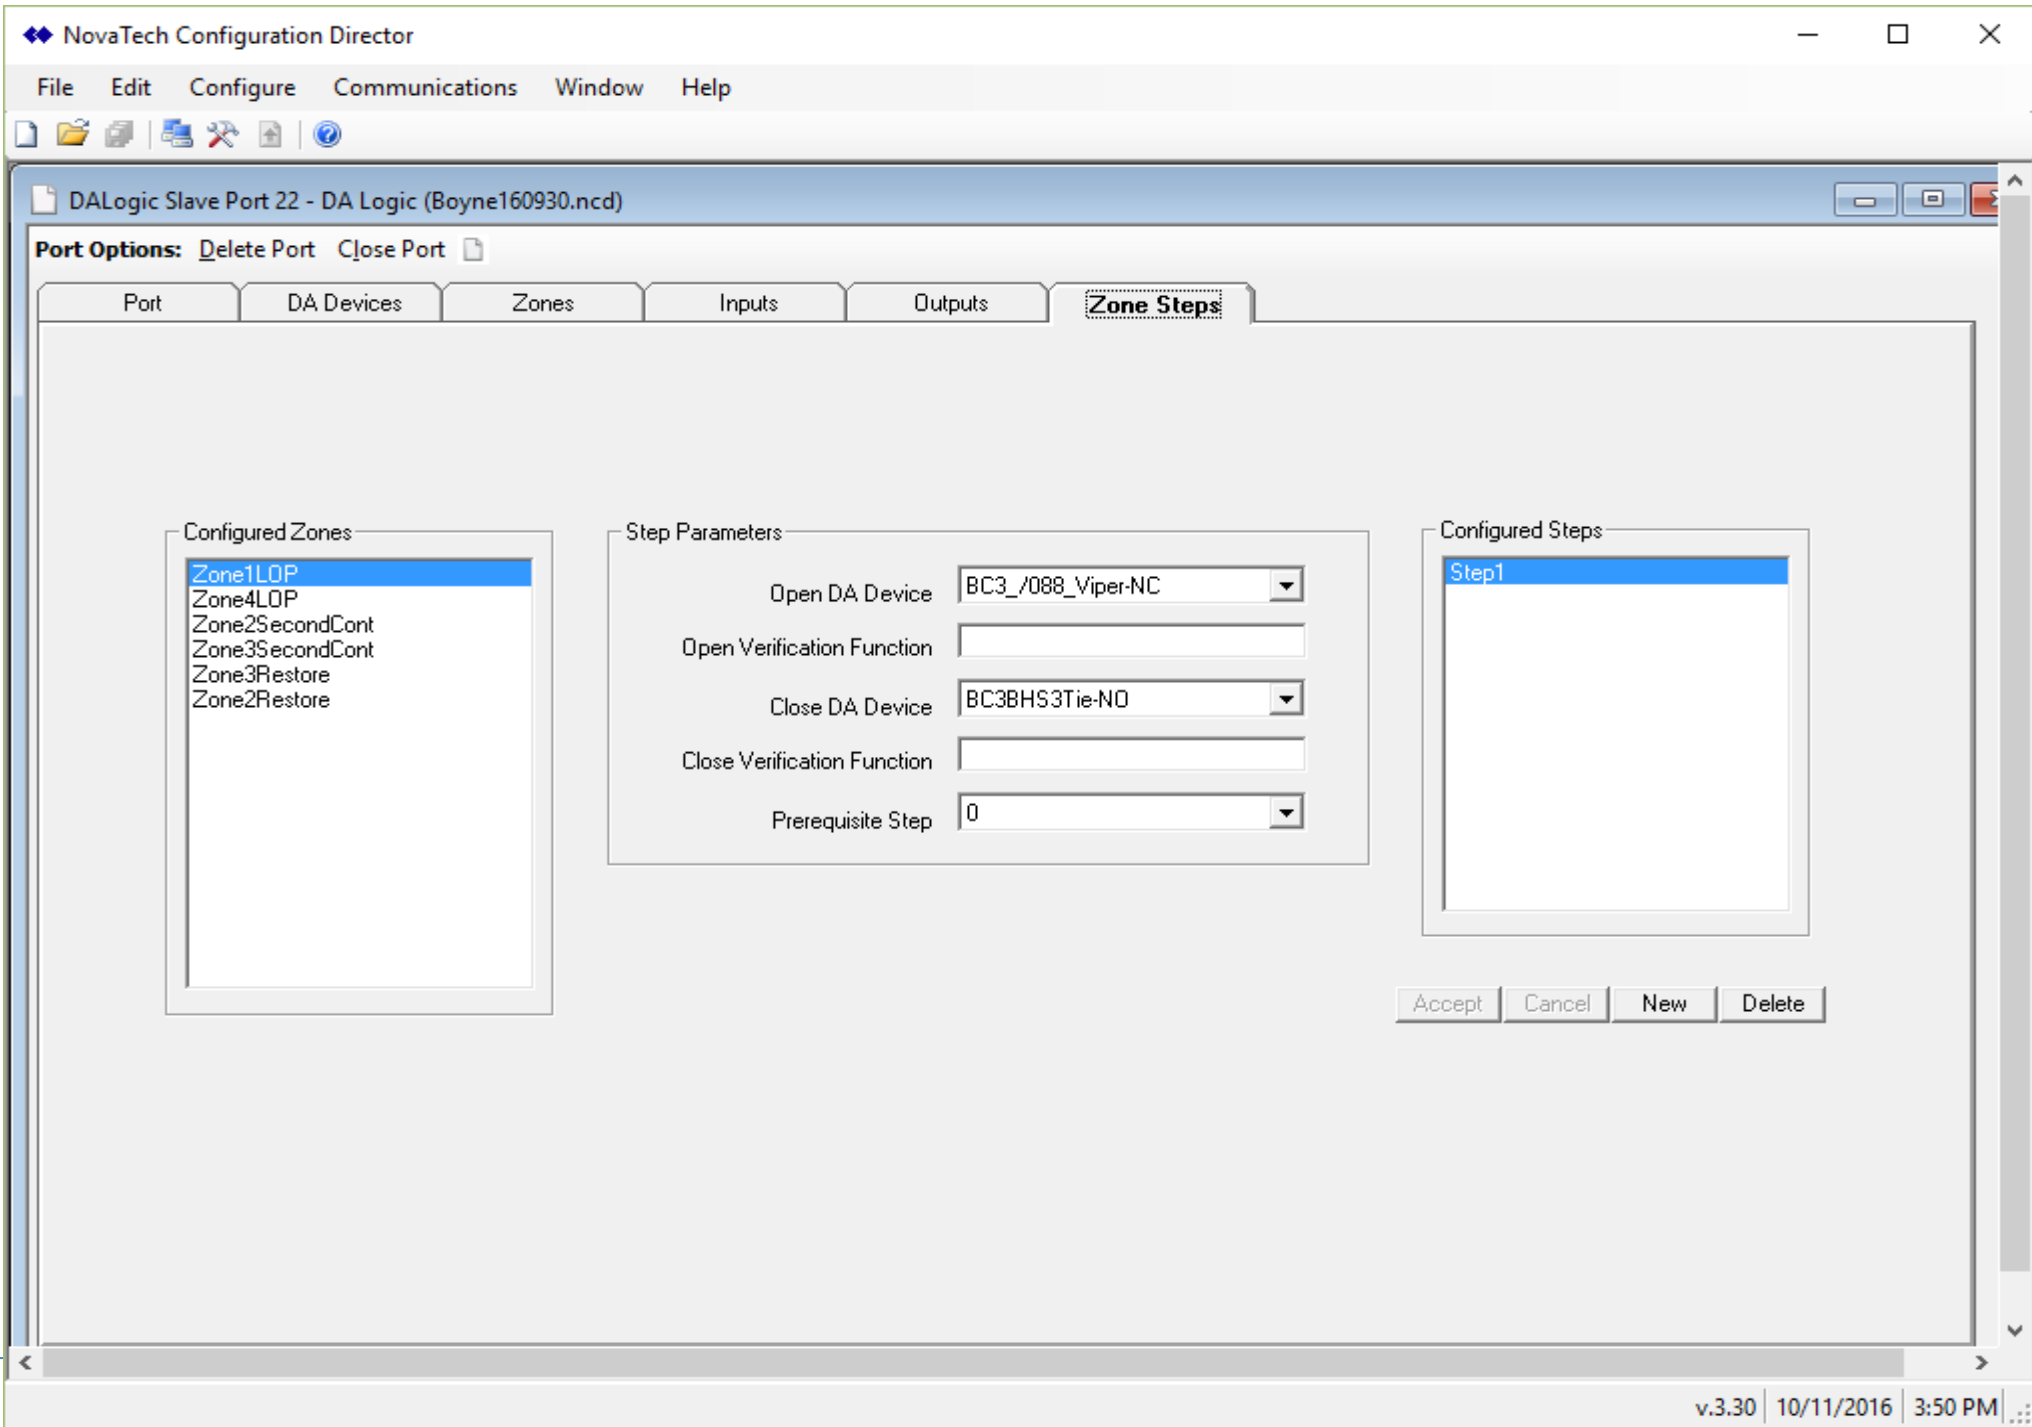 NovaTech Configuration Director
File Edit Configure Communications Window Help
DALogic Slave Port 22 - DA Logic (Boyne160930.ncd)
Port Options: Delete Port Close Port
Port DA Devices Zones Inputs Outputs Zone Steps
Configured Zones
Zone1LOP
Zone4LOP
Zone2SecondCont
Zone3SecondCont
Zone3Restore
Zone2Restore
Step Parameters
Open DA Device BC3_7088_Viper-NC
Open Verification Function
Close DA Device BC3BHS3Tie-NO
Close Verification Function
Prerequisite Step 0
Configured Steps
Step1
Accept Cancel New Delete
v.3.30 10/11/2016 3:50 PM